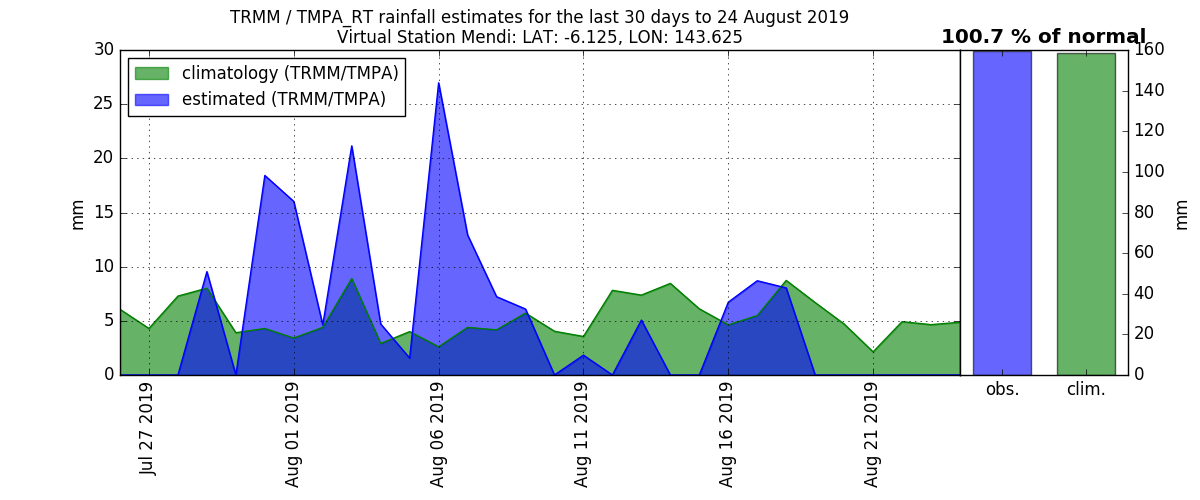 TRMM / TMPA_RT rainfall estimates for the last 30 days to 24 August 2019
Virtual Station Mendi: LAT: -6.125, LON: 143.625
100.7 % of normal
climatology (TRMM/TMPA)
estimated (TRMM/TMPA)
30
25
20
15
10
5
0
mm
Jul 27 2019
Aug 01 2019
Aug 06 2019
Aug 11 2019
Aug 16 2019
Aug 21 2019
obs.
clim.
160
140
120
100
80
60
40
20
0
mm